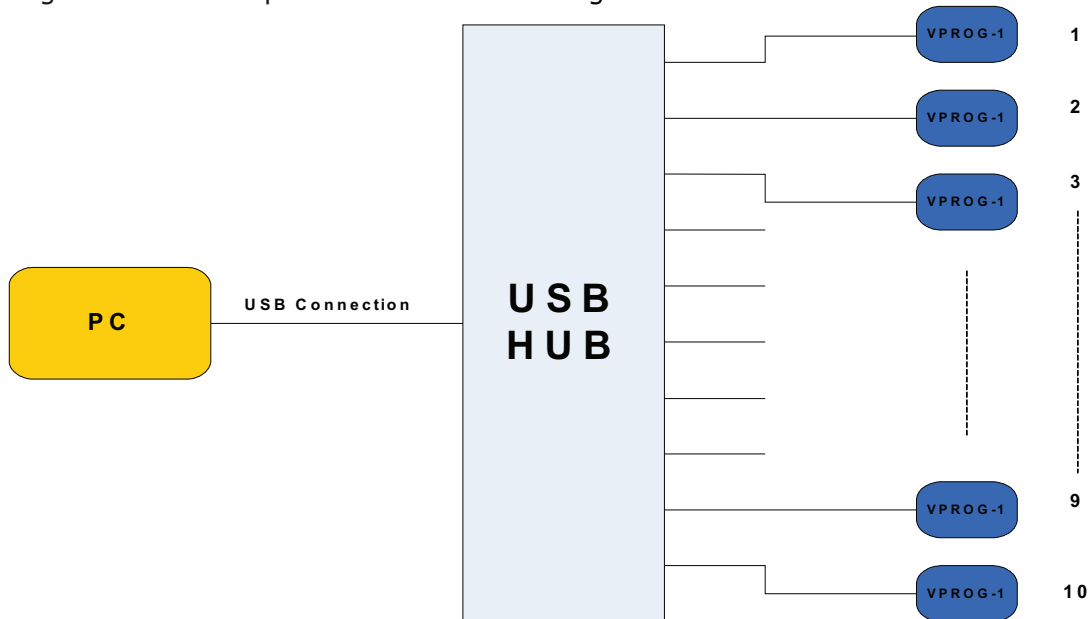 VPROG-1 1
VPROG-1 2
VPROG-1 3
USB Connection
PC
USB
HUB
VPROG-1 9
VPROG-1 10